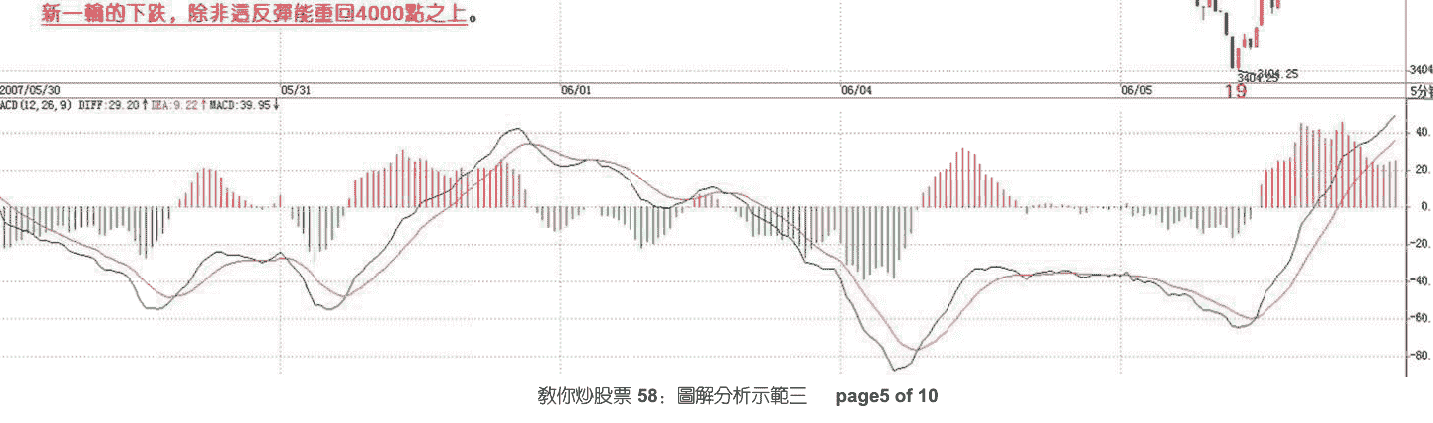 新一輪的下跌，除非這反彈能重回4000點之上。
3404.25
3404.25
3404
2007/05/30 05/31 06/01 06/04 06/05 19 5分钟
ACD(12,26,9) DIFF:29.20↑ DEA:9.22↑ MACD:39.95↓
40.
20.
0.
-20.
-40.
-60.
-80.
教你炒股票 58：圖解分析示範三 page5 of 10